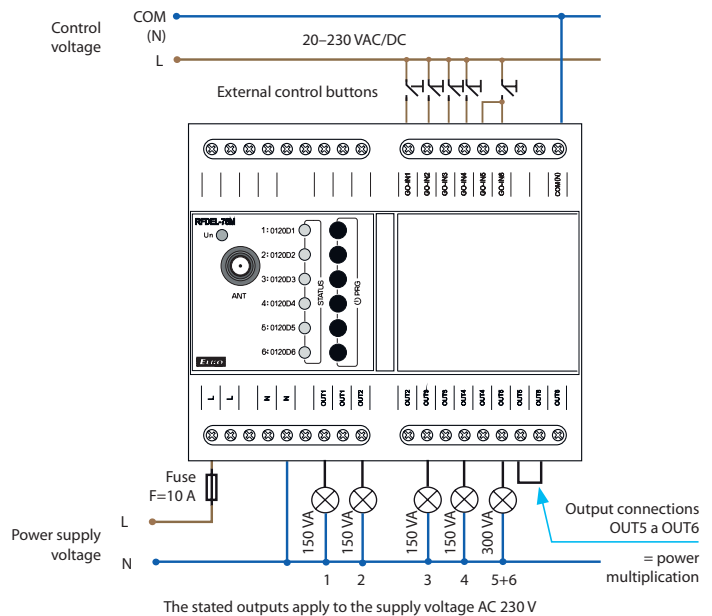 COM
(N)
Control
voltage
L
20–230 VAC/DC
External control buttons
GO-IN1
GO-IN2
GO-IN3
GO-IN4
GO-IN5
GO-IN6
COM(N)
RFDEL-76M
Un
ANT
1: 0120D1
2: 0120D2
3: 0120D3
4: 0120D4
5: 0120D5
6: 0120D6
STATUS
PRG
ELKO
L
L
N
N
OUT1
OUT1
OUT2
OUT2
OUT3
OUT3
OUT4
OUT4
OUT5
OUT5
OUT6
OUT6
Fuse
F=10 A
L
Power supply
voltage
N
150 VA
150 VA
150 VA
150 VA
300 VA
1
2
3
4
5+6
Output connections
OUT5 a OUT6
= power
multiplication
The stated outputs apply to the supply voltage AC 230 V